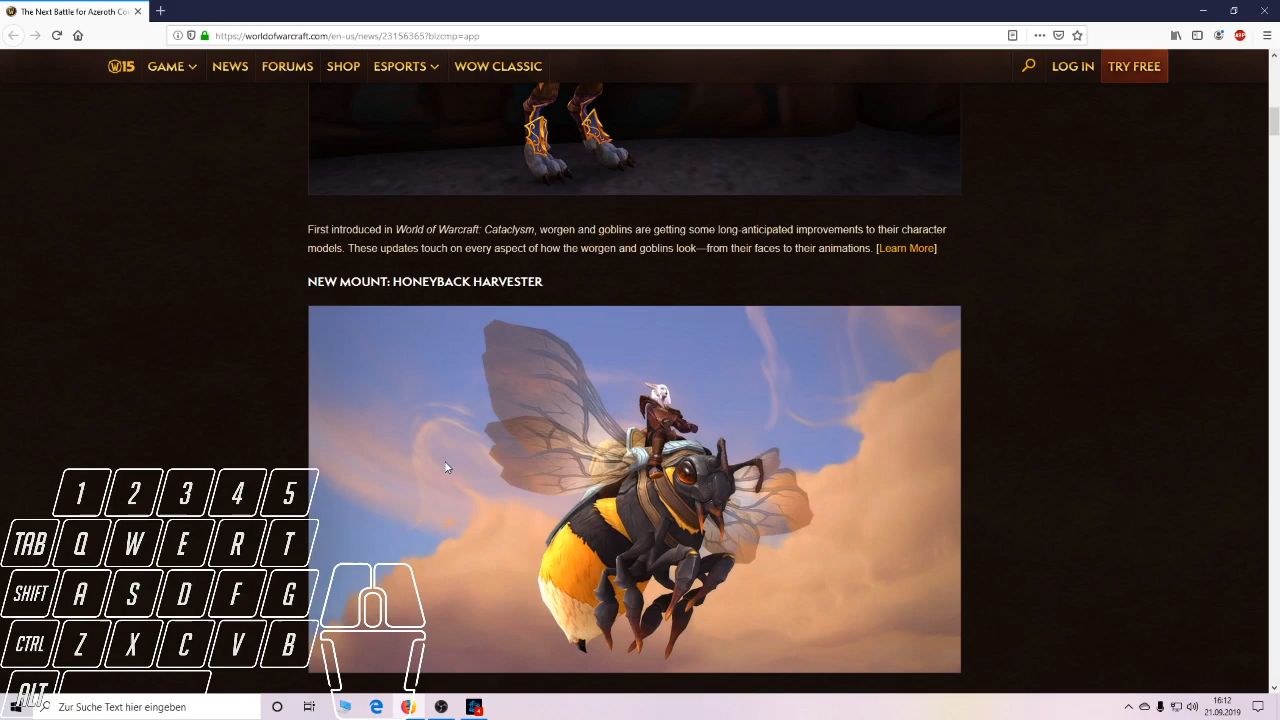 The Next Battle for Azeroth Co
https://worldofwarcraft.com/en-us/news/23156365?blzcmp=app
ABP
W15 GAME NEWS FORUMS SHOP ESPORTS WOW CLASSIC LOG IN TRY FREE
First introduced in World of Warcraft: Cataclysm, worgen and goblins are getting some long-anticipated improvements to their character
models. These updates touch on every aspect of how the worgen and goblins look—from their faces to their animations. [Learn More]
NEW MOUNT: HONEYBACK HARVESTER
1 2 3 4 5
TAB Q W E R T
SHIFT A S D F G
CTRL Z X C V B
ALT
Zur Suche Text hier eingeben
4
16:12
21.09.2019